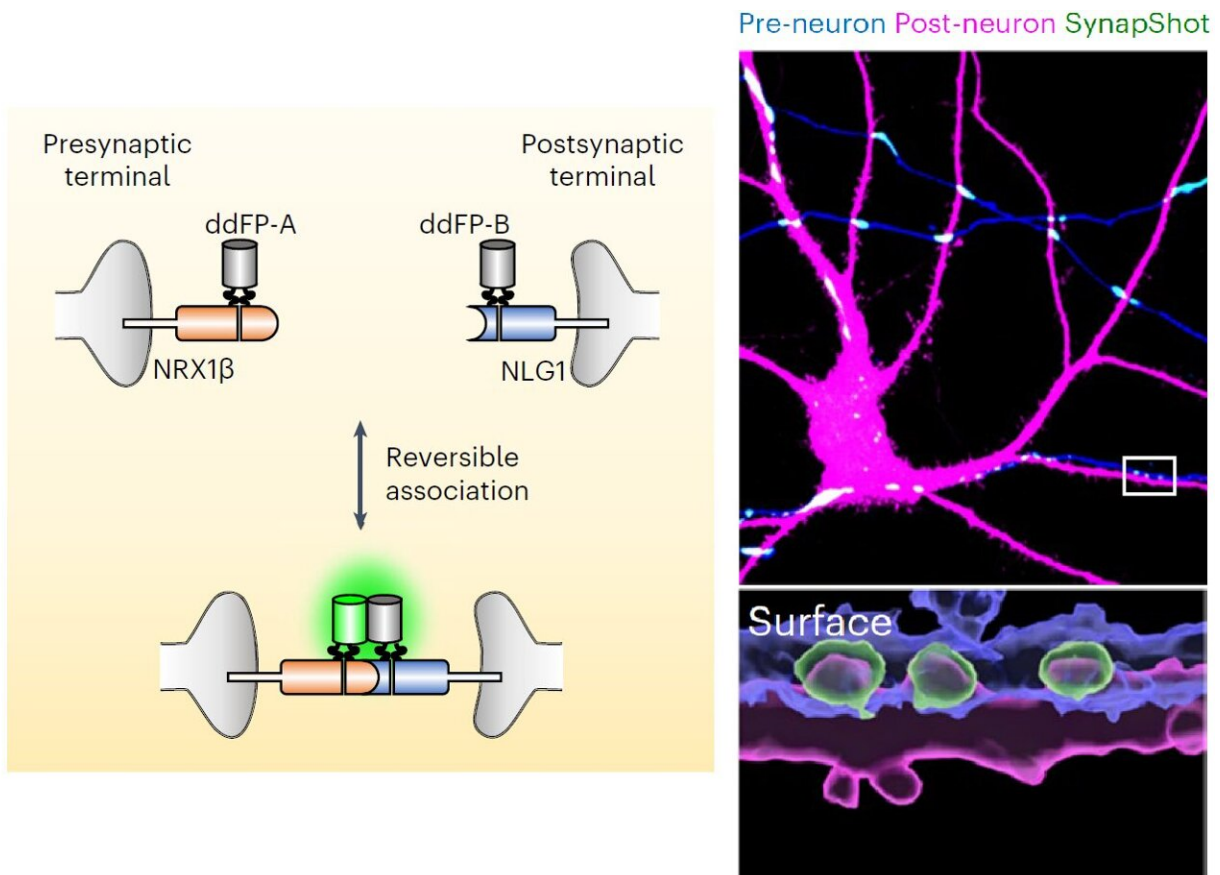 Pre-neuron Post-neuron SynapShot
Presynaptic
terminal
Postsynaptic
terminal
ddFP-A
ddFP-B
NRX1β
NLG1
Reversible
association
Surface